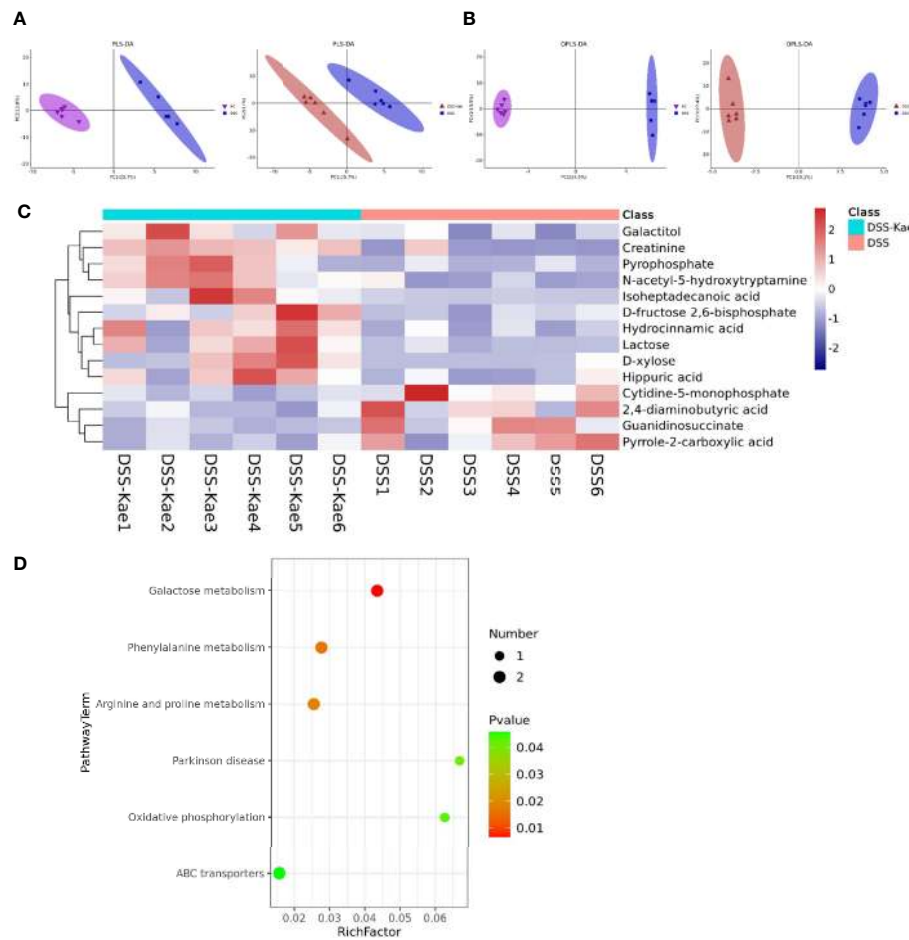 A
B
PLS-DA
PLS-DA
OPLS-DA
OPLS-DA
C
Class
Galactitol
Creatinine
Pyrophosphate
N-acetyl-5-hydroxytryptamine
Isoheptadecanoic acid
D-fructose 2,6-bisphosphate
Hydrocinnamic acid
Lactose
D-xylose
Hippuric acid
Cytidine-5-monophosphate
2,4-diaminobutyric acid
Guanidinosuccinate
Pyrrole-2-carboxylic acid
2
1
0
-1
-2
Class
DSS-Kae
DSS
DSS-Kae1
DSS-Kae2
DSS-Kae3
DSS-Kae4
DSS-Kae5
DSS-Kae6
DSS1
DSS2
DSS3
DSS4
DSS5
DSS6
D
PathwayTerm
Galactose metabolism
Phenylalanine metabolism
Arginine and proline metabolism
Parkinson disease
Oxidative phosphorylation
ABC transporters
0.02 0.03 0.04 0.05 0.06
RichFactor
Number
1
2
Pvalue
0.04
0.03
0.02
0.01